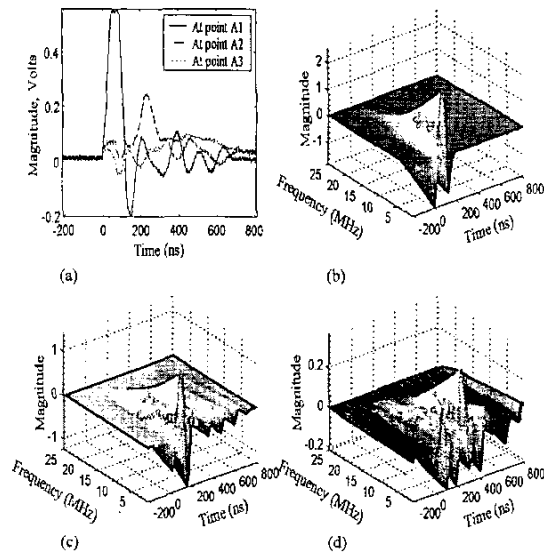 At point A1
At point A2
At point A3
Magnitude, Volts
0.4
0.2
0
-0.2
-200
0
200
400
600
800
Time (ns)
(a)
Magnitude
2
1
0
-1
25
20
15
10
5
Frequency (MHz)
-200
0
200
400
600
800
Time (ns)
(b)
Magnitude
1
0
-1
25
20
15
10
5
Frequency (MHz)
-200
0
200
400
600
800
Time (ns)
(c)
Magnitude
0.2
0
-0.2
25
20
15
10
5
Frequency (MHz)
-200
0
200
400
600
800
Time (ns)
(d)